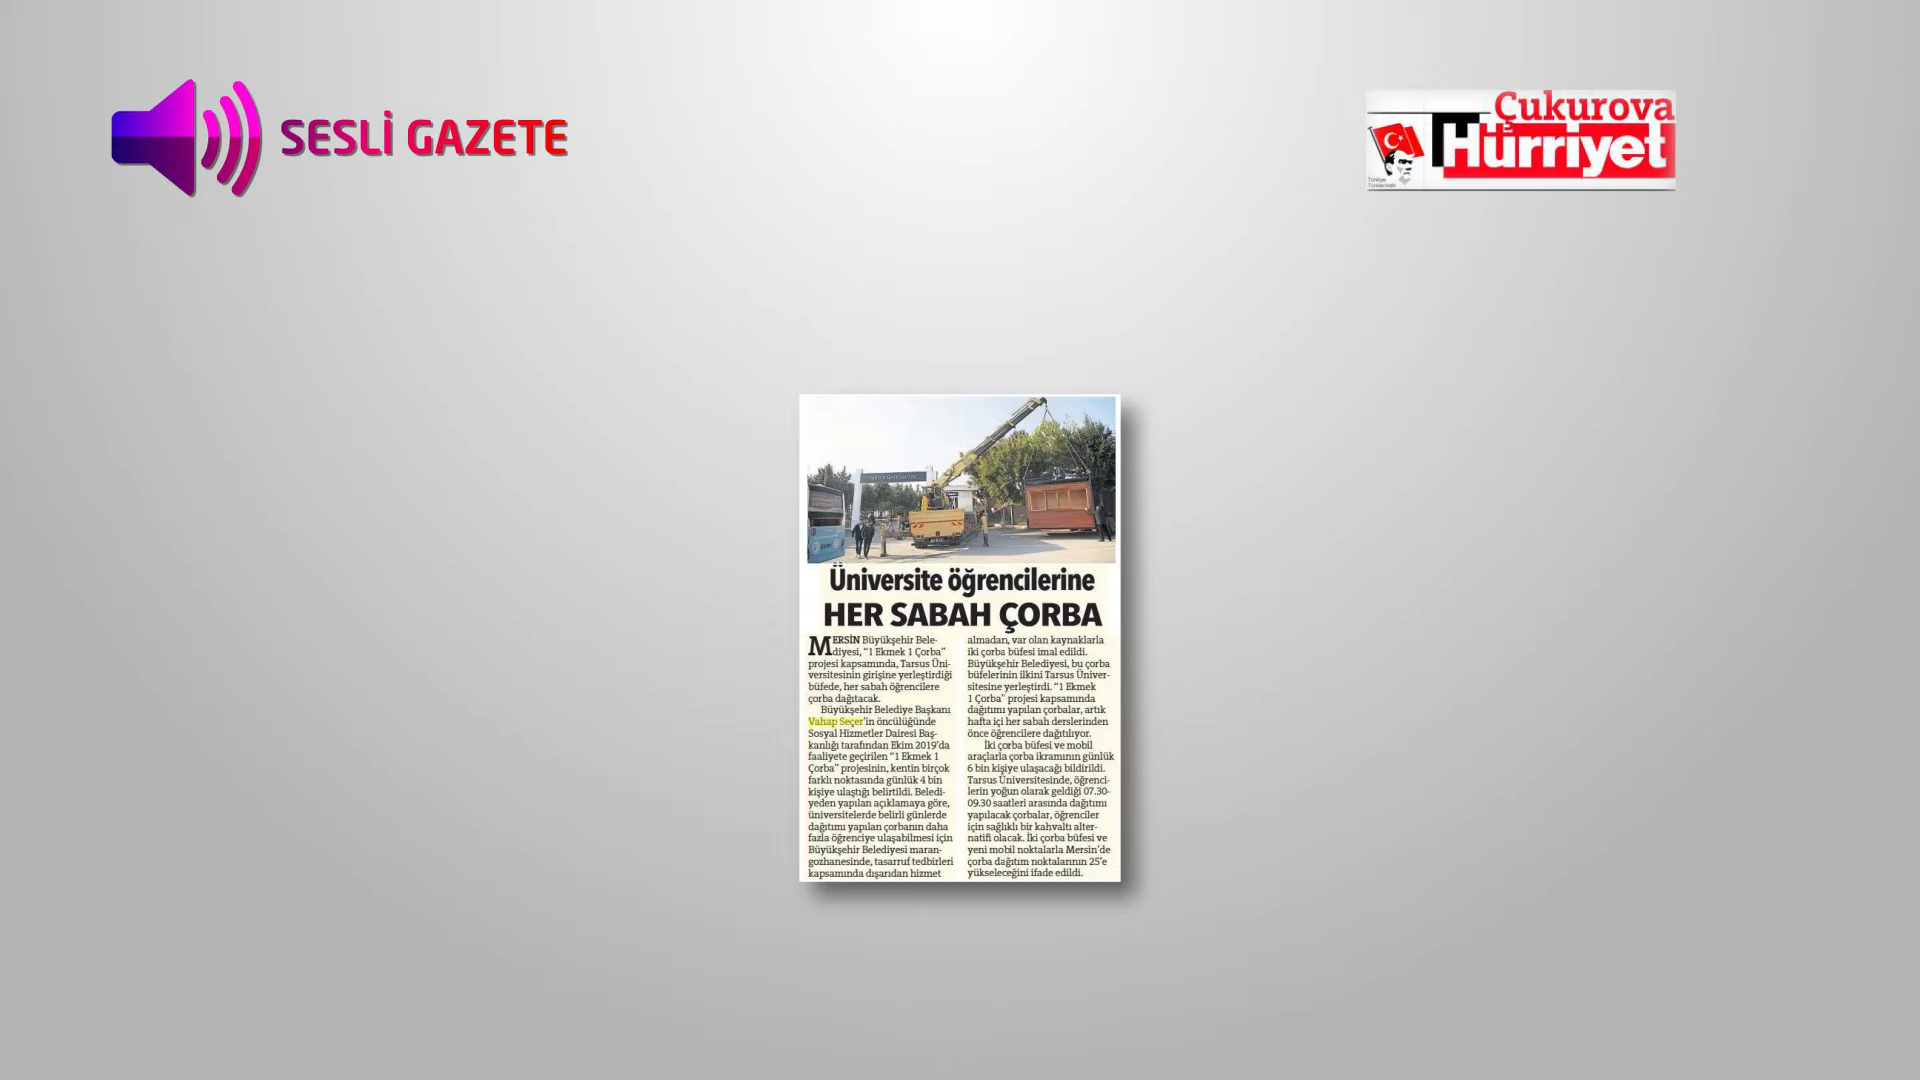 SESLİ GAZETE
Çukurova
Hürriyet
Üniversite öğrencilerine
HER SABAH ÇORBA
MERSİN Büyükşehir Bele-
diyesi, “1 Ekmek 1 Çorba”
projesi kapsamında, Tarsus Üni-
versitesinin girişine yerleştirdiği
büfede, her sabah öğrencilere
çorba dağıtacak.
Büyükşehir Belediye Başkanı
Vahap Seçer’in öncülüğünde
Sosyal Hizmetler Dairesi Baş-
kanlığı tarafından Ekim 2019’da
faaliyete geçirilen “1 Ekmek 1
Çorba” projesinin, kentin birçok
farklı noktasında günlük 4 bin
kişiye ulaştığı belirtildi. Beledi-
yeden yapılan açıklamaya göre,
üniversitelerde belirli günlerde
dağıtımı yapılan çorbanın daha
fazla öğrenciye ulaşabilmesi için
Büyükşehir Belediyesi maran-
gozhanesinde, tasarruf tedbirleri
kapsamında dışarıdan hizmet
almadan, var olan kaynaklarla
iki çorba büfesi imal edildi.
Büyükşehir Belediyesi, bu çorba
büfelerinin ilkini Tarsus Üniver-
sitesine yerleştirdi. “1 Ekmek
1 Çorba” projesi kapsamında
dağıtımı yapılan çorbalar, artık
hafta içi her sabah derslerinden
önce öğrencilere dağıtılıyor.
İki çorba büfesi ve mobil
araçlarla çorba ikramının günlük
6 bin kişiye ulaşacağı bildirildi.
Tarsus Üniversitesinde, öğrenci-
lerin yoğun olarak geldiği 07.30-
09.30 saatleri arasında dağıtımı
yapılacak çorbalar, öğrenciler
için sağlıklı bir kahvaltı alter-
natifi olacak. İki çorba büfesi ve
yeni mobil noktalarla Mersin’de
çorba dağıtım noktalarının 25’e
yükseleceğini ifade edildi.